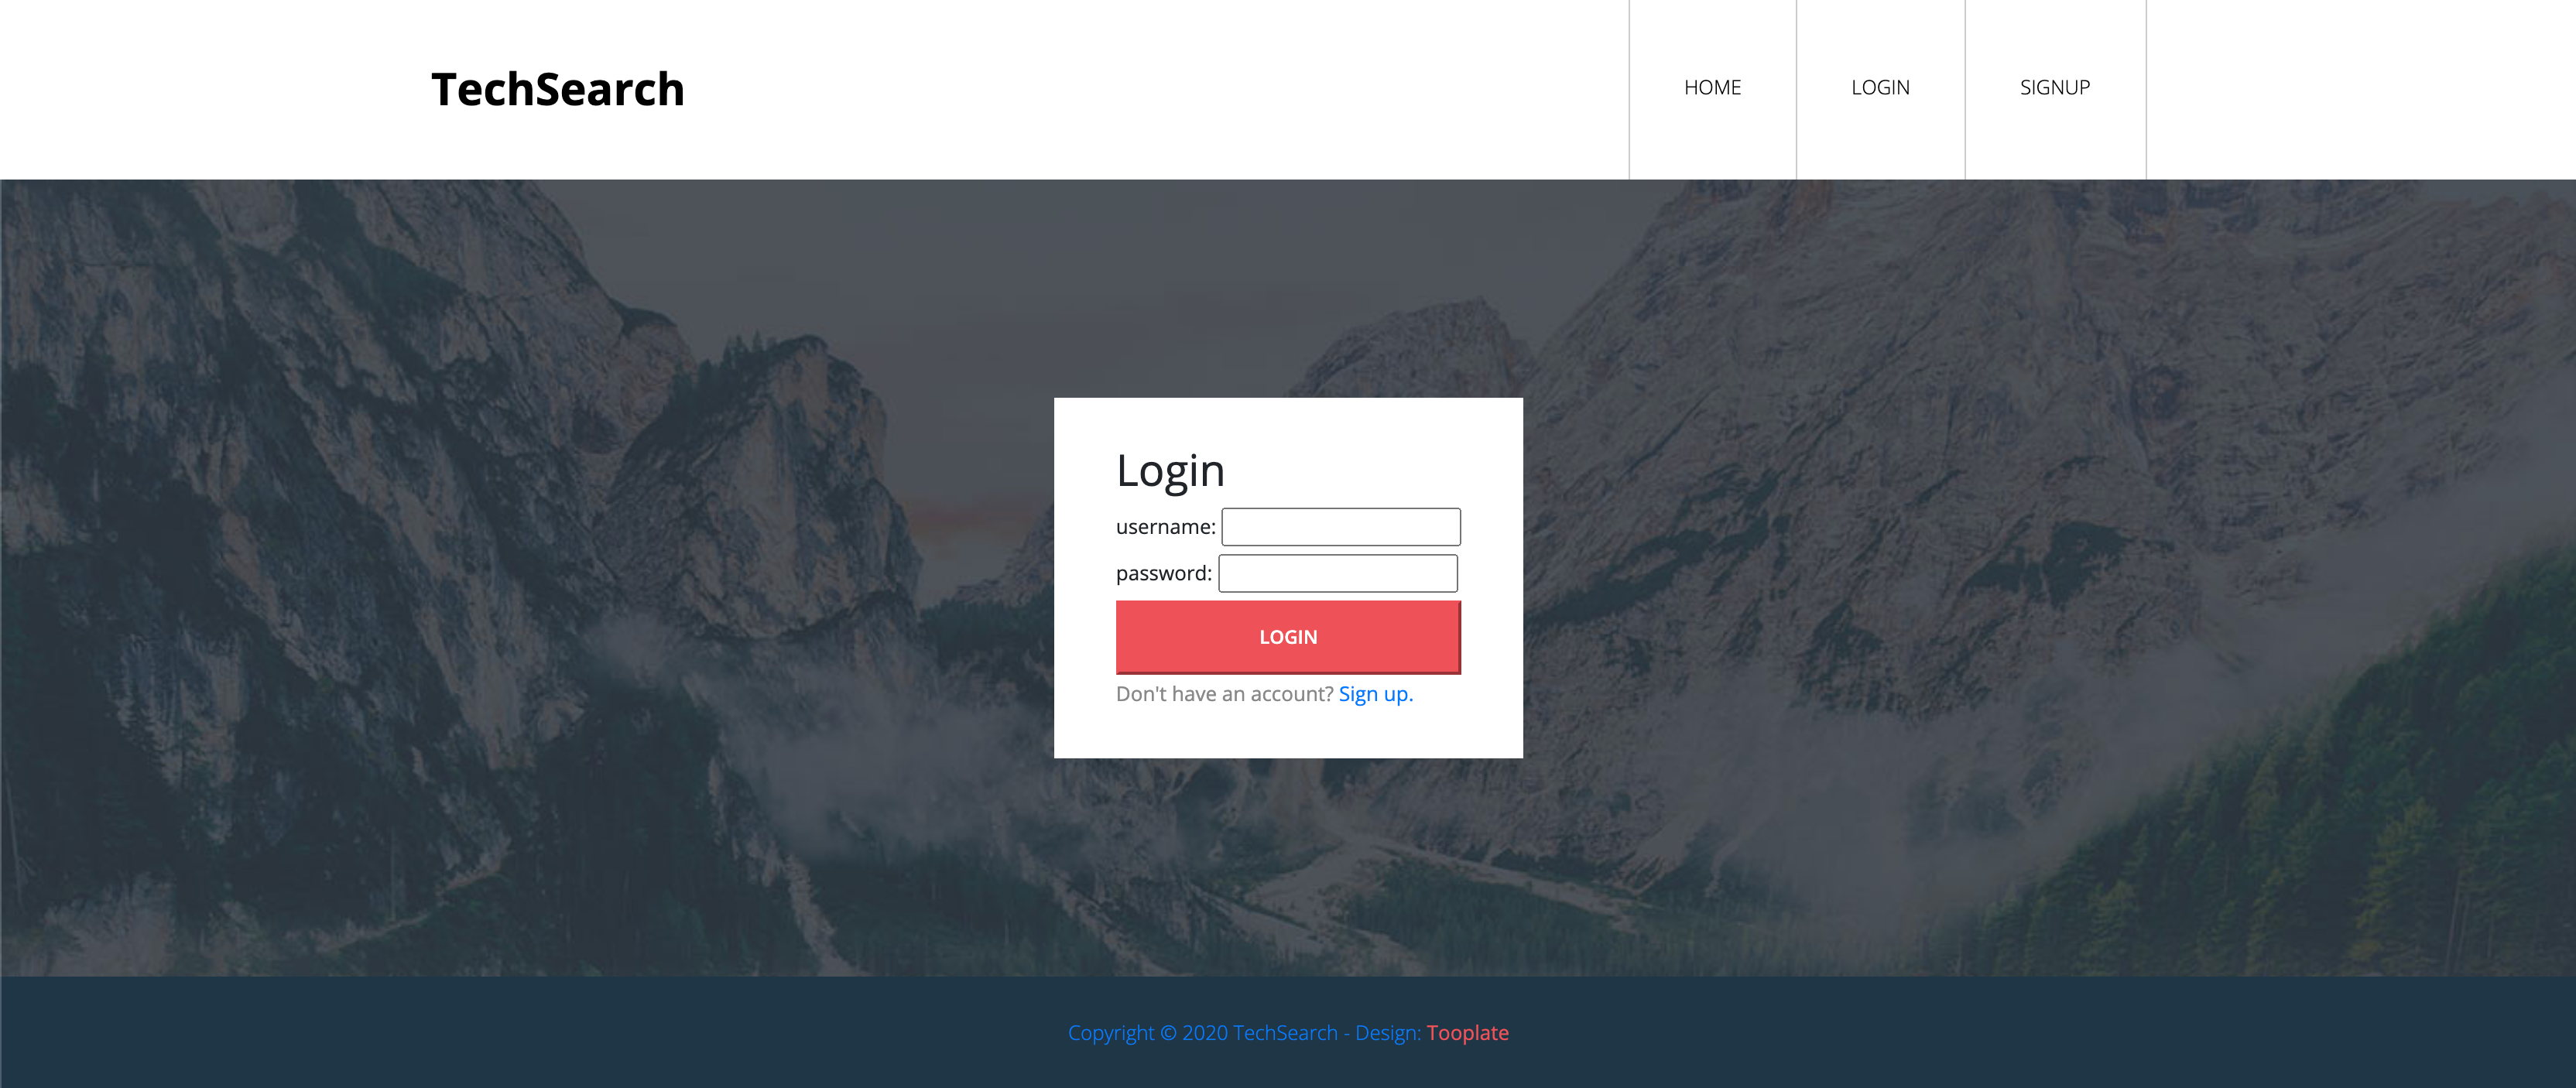 TechSearch
HOME LOGIN SIGNUP
Login
username:
password:
LOGIN
Don't have an account? Sign up.
Copyright © 2020 TechSearch - Design: Tooplate